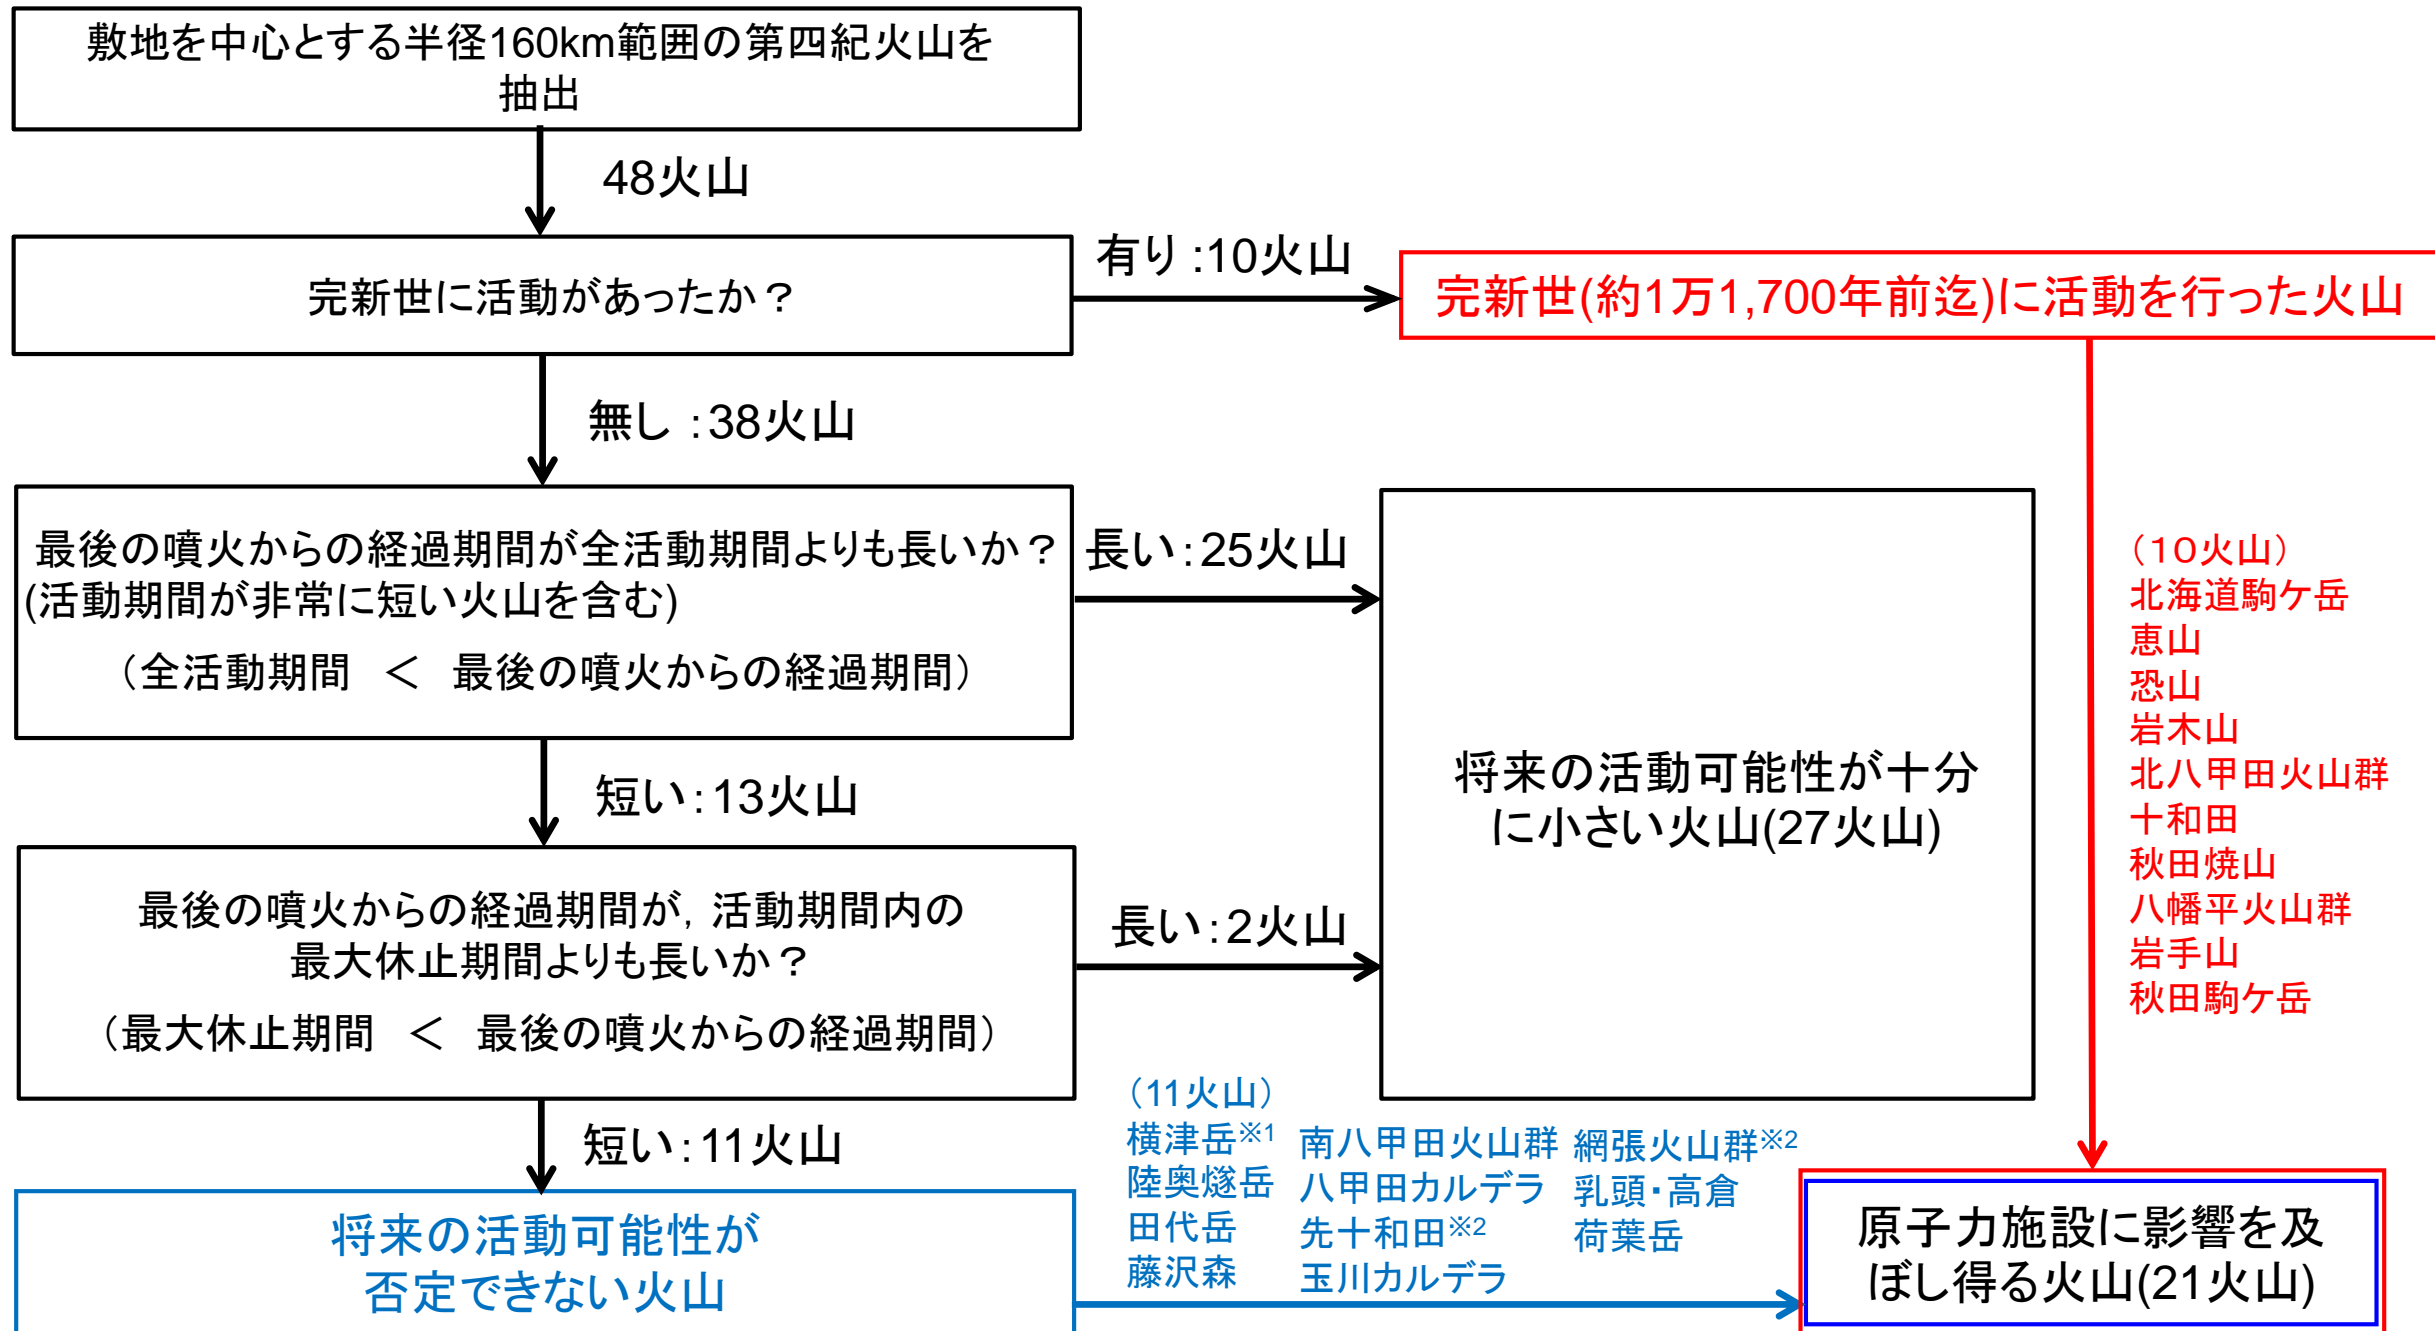 敷地を中心とする半径160km範囲の第四紀火山を
抽出
48火山
完新世に活動があったか？
有り:10火山
完新世(約1万1,700年前迄)に活動を行った火山
無し:38火山
最後の噴火からの経過期間が全活動期間よりも長いか？
(活動期間が非常に短い火山を含む)
（全活動期間　＜　最後の噴火からの経過期間）
長い:25火山
将来の活動可能性が十分
に小さい火山(27火山)
（10火山）
北海道駒ケ岳
恵山
恐山
岩木山
北八甲田火山群
十和田
秋田焼山
八幡平火山群
岩手山
秋田駒ケ岳
短い:13火山
最後の噴火からの経過期間が，活動期間内の
最大休止期間よりも長いか？
（最大休止期間　＜　最後の噴火からの経過期間）
長い:2火山
短い:11火山
（11火山）
横津岳※1
陸奥燧岳
田代岳
藤沢森
南八甲田火山群
八甲田カルデラ
先十和田※2
玉川カルデラ
網張火山群※2
乳頭・高倉
荷葉岳
将来の活動可能性が
否定できない火山
原子力施設に影響を及
ぼし得る火山(21火山)